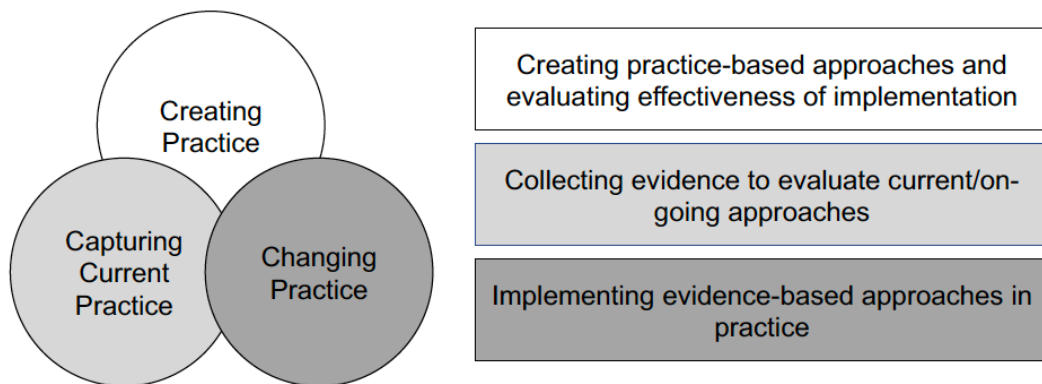 Creating
Practice
Capturing
Current
Practice
Changing
Practice
Creating practice-based approaches and
evaluating effectiveness of implementation
Collecting evidence to evaluate current/on-
going approaches
Implementing evidence-based approaches in
practice